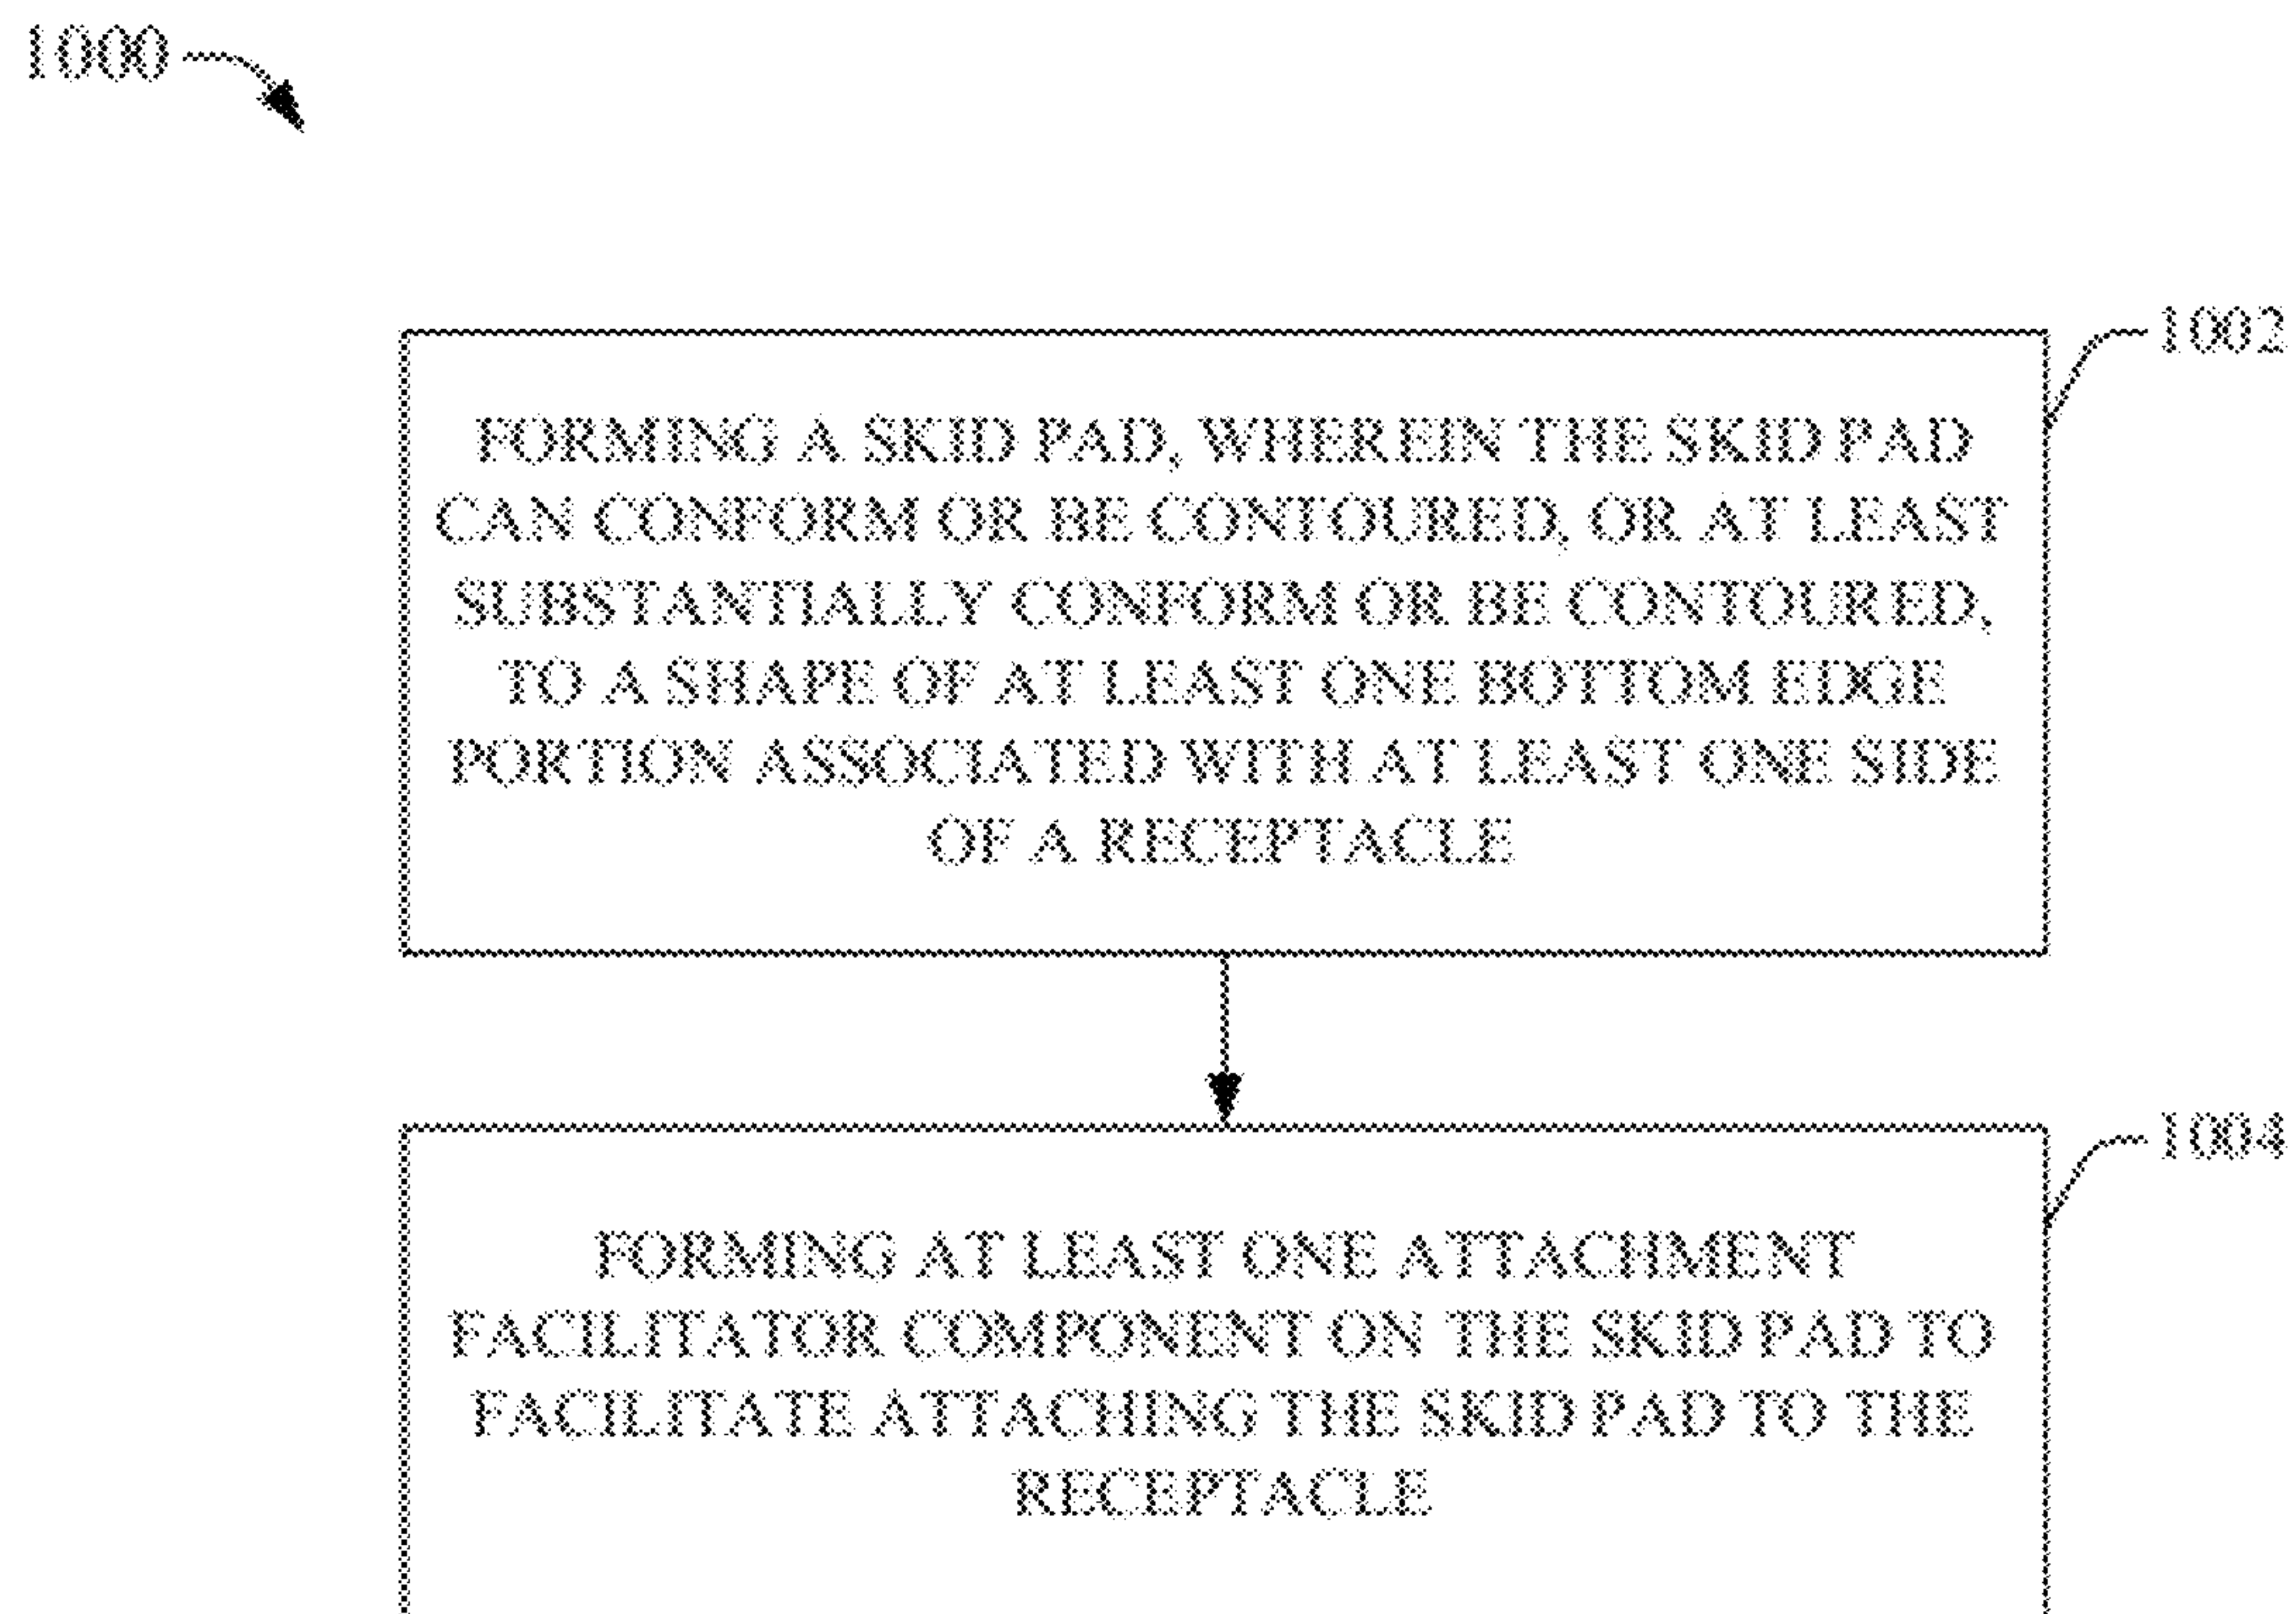 1000
1002
FORMING A SKID PAD, WHEREIN THE SKID PAD
CAN CONFORM OR BE CONTOURED, OR AT LEAST
SUBSTANTIALLY CONFORM OR BE CONTOURED,
TO A SHAPE OF AT LEAST ONE BOTTOM EDGE
PORTION ASSOCIATED WITH AT LEAST ONE SIDE
OF A RECEPTACLE
1004
FORMING AT LEAST ONE ATTACHMENT
FACILITATOR COMPONENT ON THE SKID PAD TO
FACILITATE ATTACHING THE SKID PAD TO THE
RECEPTACLE